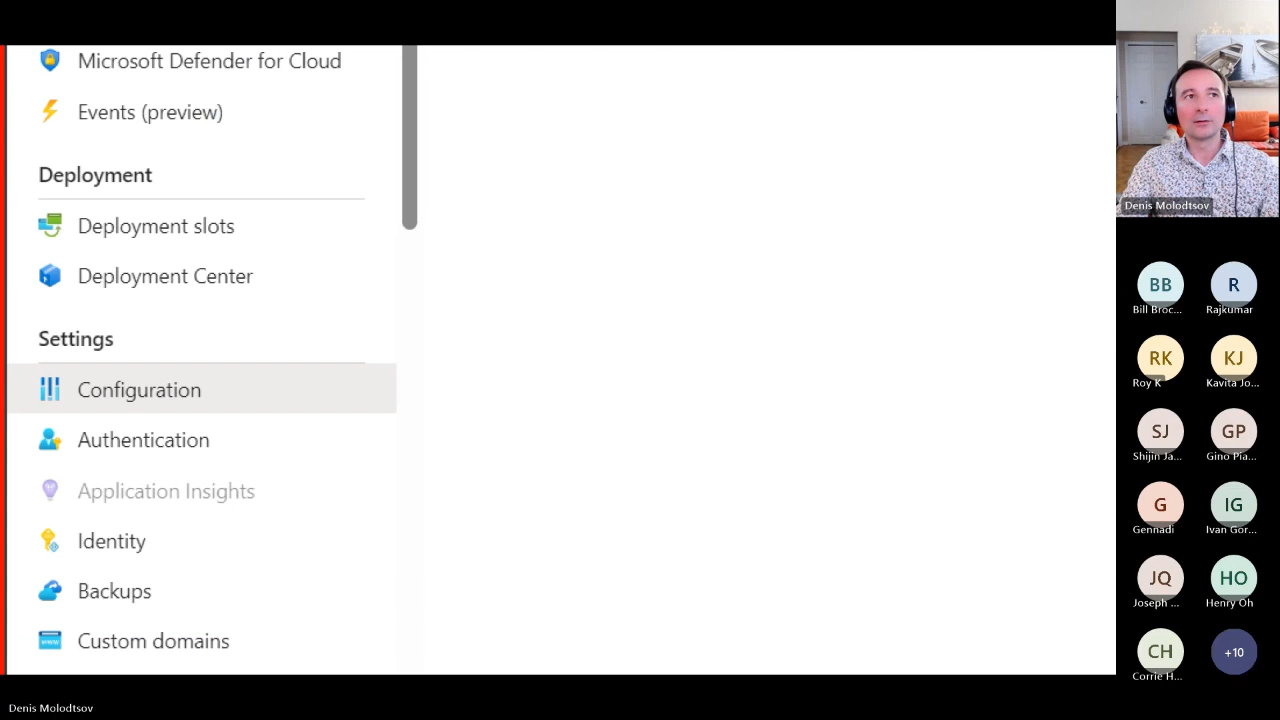 Microsoft Defender for Cloud
Events (preview)
Deployment
Deployment slots
Deployment Center
Settings
Configuration
Authentication
Application Insights
Identity
Backups
Custom domains
Denis Molodtsov
BB
R
Bill Broc...
Rajkumar
RK
KJ
Roy K
Kavita Jo...
SJ
GP
Shijin Ja...
Gino Pia...
G
IG
Gennadi
Ivan Gor...
JQ
HO
Joseph ...
Henry Oh
CH
+10
Corrie H...
Denis Molodtsov